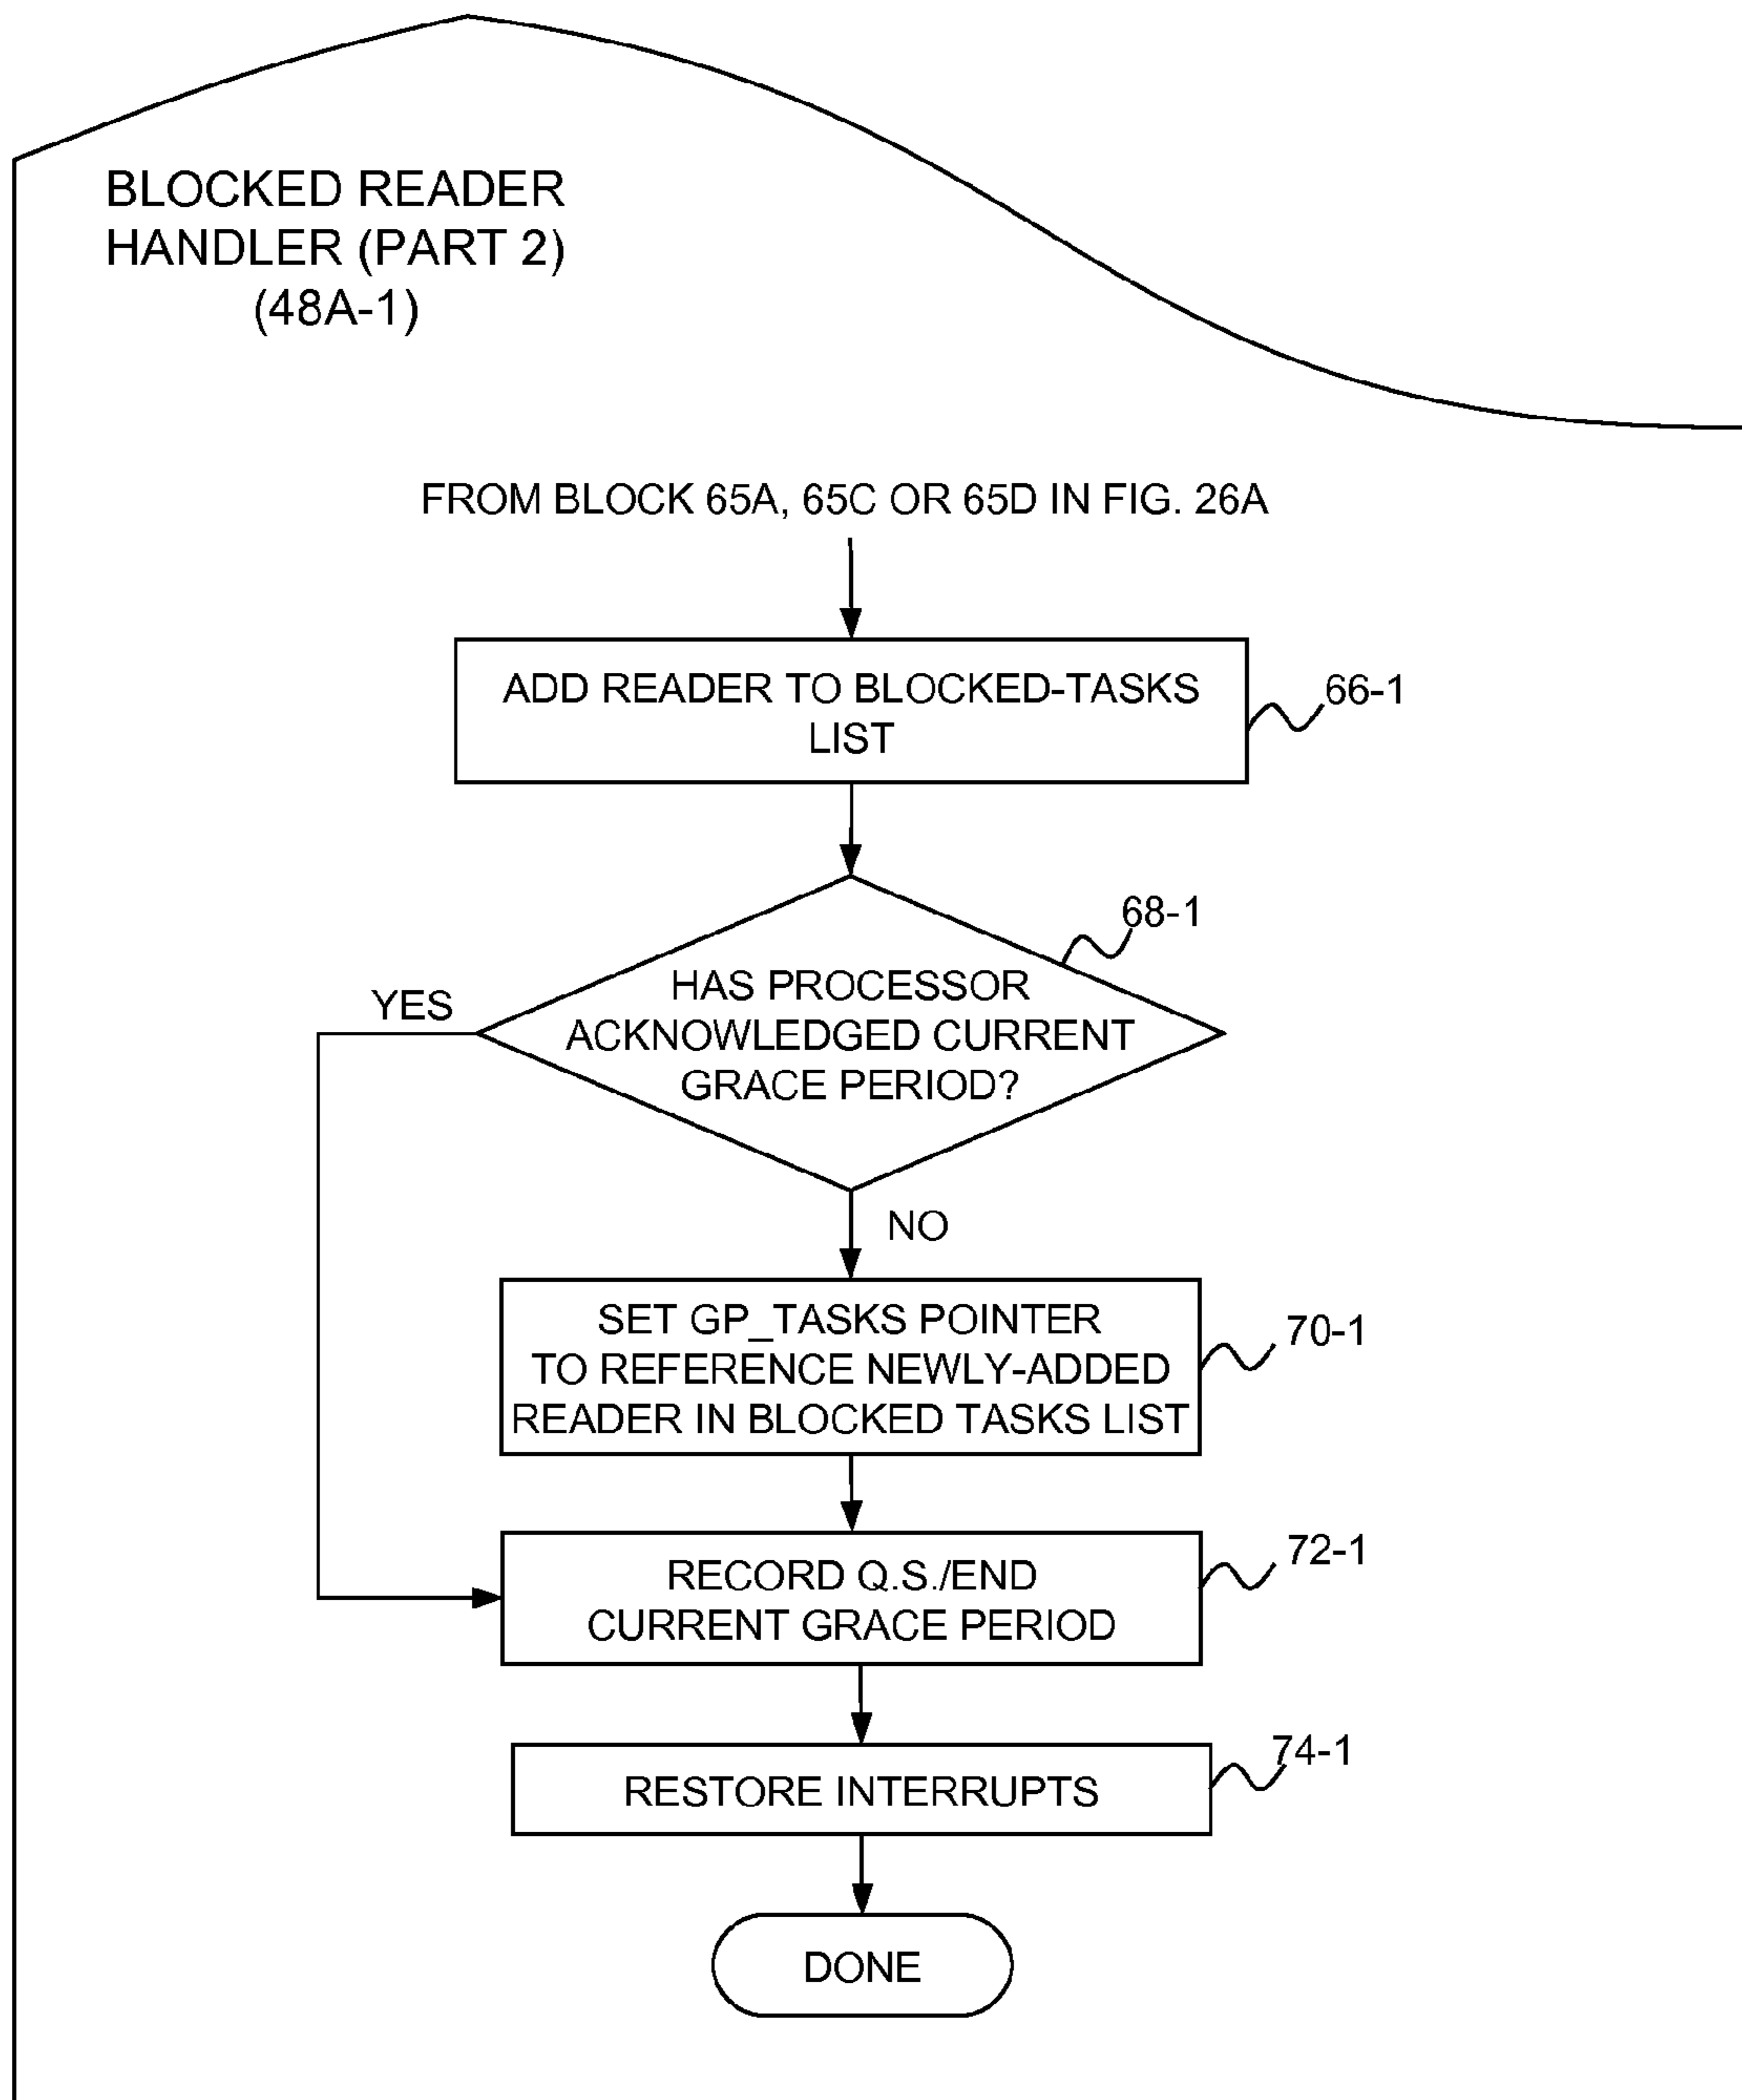 BLOCKED READER
HANDLER (PART 2)
(48A-1)
FROM BLOCK 65A, 65C OR 65D IN FIG. 26A
ADD READER TO BLOCKED-TASKS
LIST
66-1
68-1
HAS PROCESSOR
ACKNOWLEDGED CURRENT
GRACE PERIOD?
YES
NO
SET GP_TASKS POINTER
TO REFERENCE NEWLY-ADDED
READER IN BLOCKED TASKS LIST
70-1
RECORD Q.S./END
CURRENT GRACE PERIOD
72-1
RESTORE INTERRUPTS
74-1
DONE